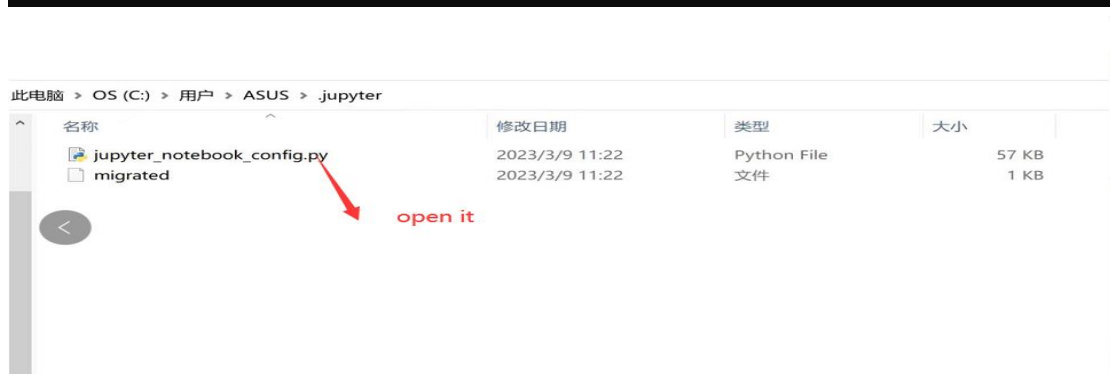 此电脑 > OS (C:) > 用户 > ASUS > .jupyter
名称 修改日期 类型 大小
jupyter_notebook_config.py 2023/3/9 11:22 Python File 57 KB
migrated 2023/3/9 11:22 文件 1 KB
open it